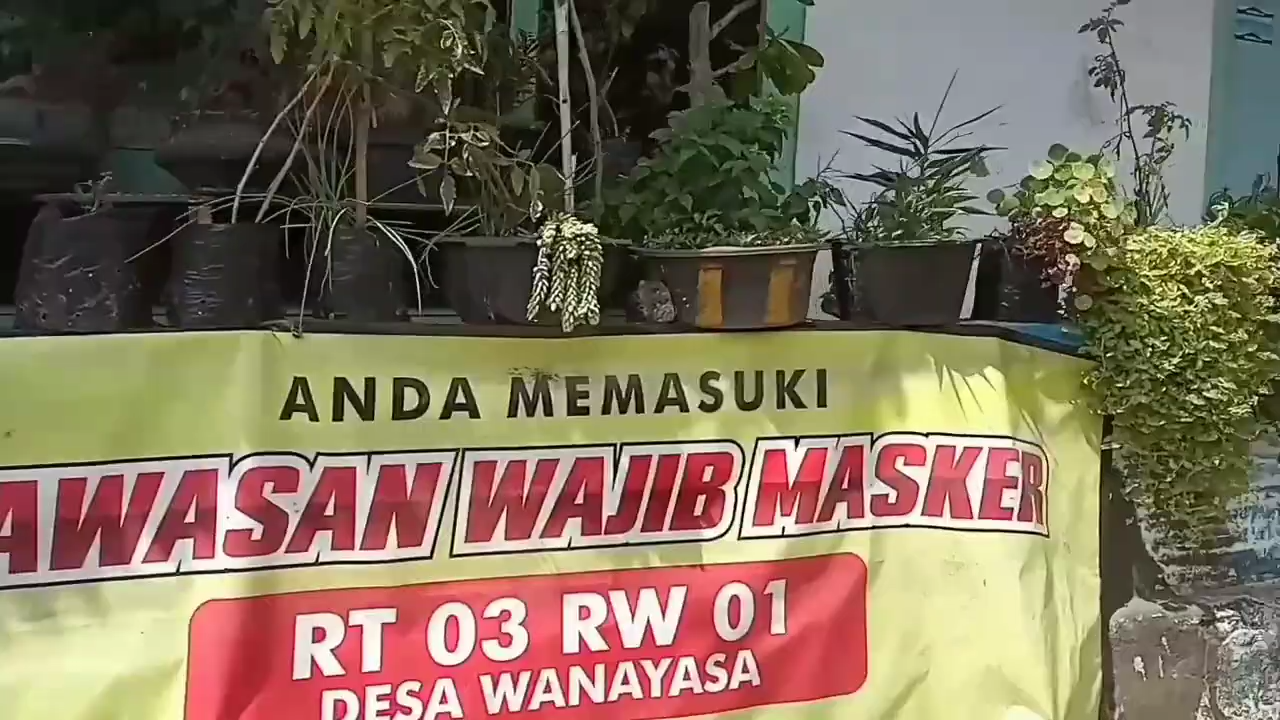 ANDA MEMASUKI
AWASAN WAJIB MASKER
RT 03 RW 01
DESA WANAYASA